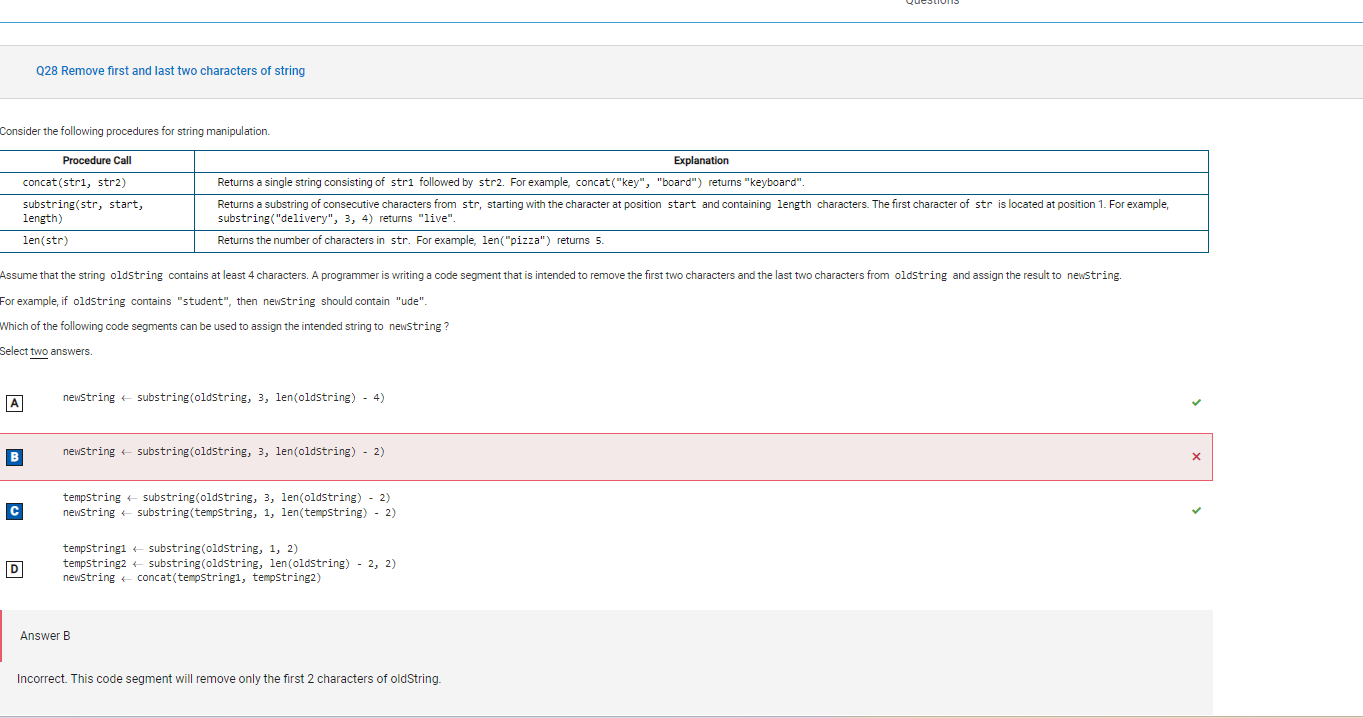 Questions
Q28 Remove first and last two characters of string
Consider the following procedures for string manipulation.
Procedure Call Explanation
concat(str1, str2) Returns a single string consisting of str1 followed by str2. For example, concat("key", "board") returns "keyboard".
substring(str, start, Returns a substring of consecutive characters from str, starting with the character at position start and containing length characters. The first character of str is located at position 1. For example,
length) substring("delivery", 3, 4) returns "live".
len(str) Returns the number of characters in str. For example, len("pizza") returns 5.
Assume that the string oldString contains at least 4 characters. A programmer is writing a code segment that is intended to remove the first two characters and the last two characters from oldString and assign the result to newString.
For example, if oldString contains "student", then newString should contain "ude".
Which of the following code segments can be used to assign the intended string to newString ?
Select two answers.
A newString ← substring(oldString, 3, len(oldString) - 4)
B newString ← substring(oldString, 3, len(oldString) - 2)
tempString ← substring(oldString, 3, len(oldString) - 2)
C newString ← substring(tempString, 1, len(tempString) - 2)
tempString1 ← substring(oldString, 1, 2)
D tempString2 ← substring(oldString, len(oldString) - 2, 2)
newString ← concat(tempString1, tempString2)
Answer B
Incorrect. This code segment will remove only the first 2 characters of oldString.